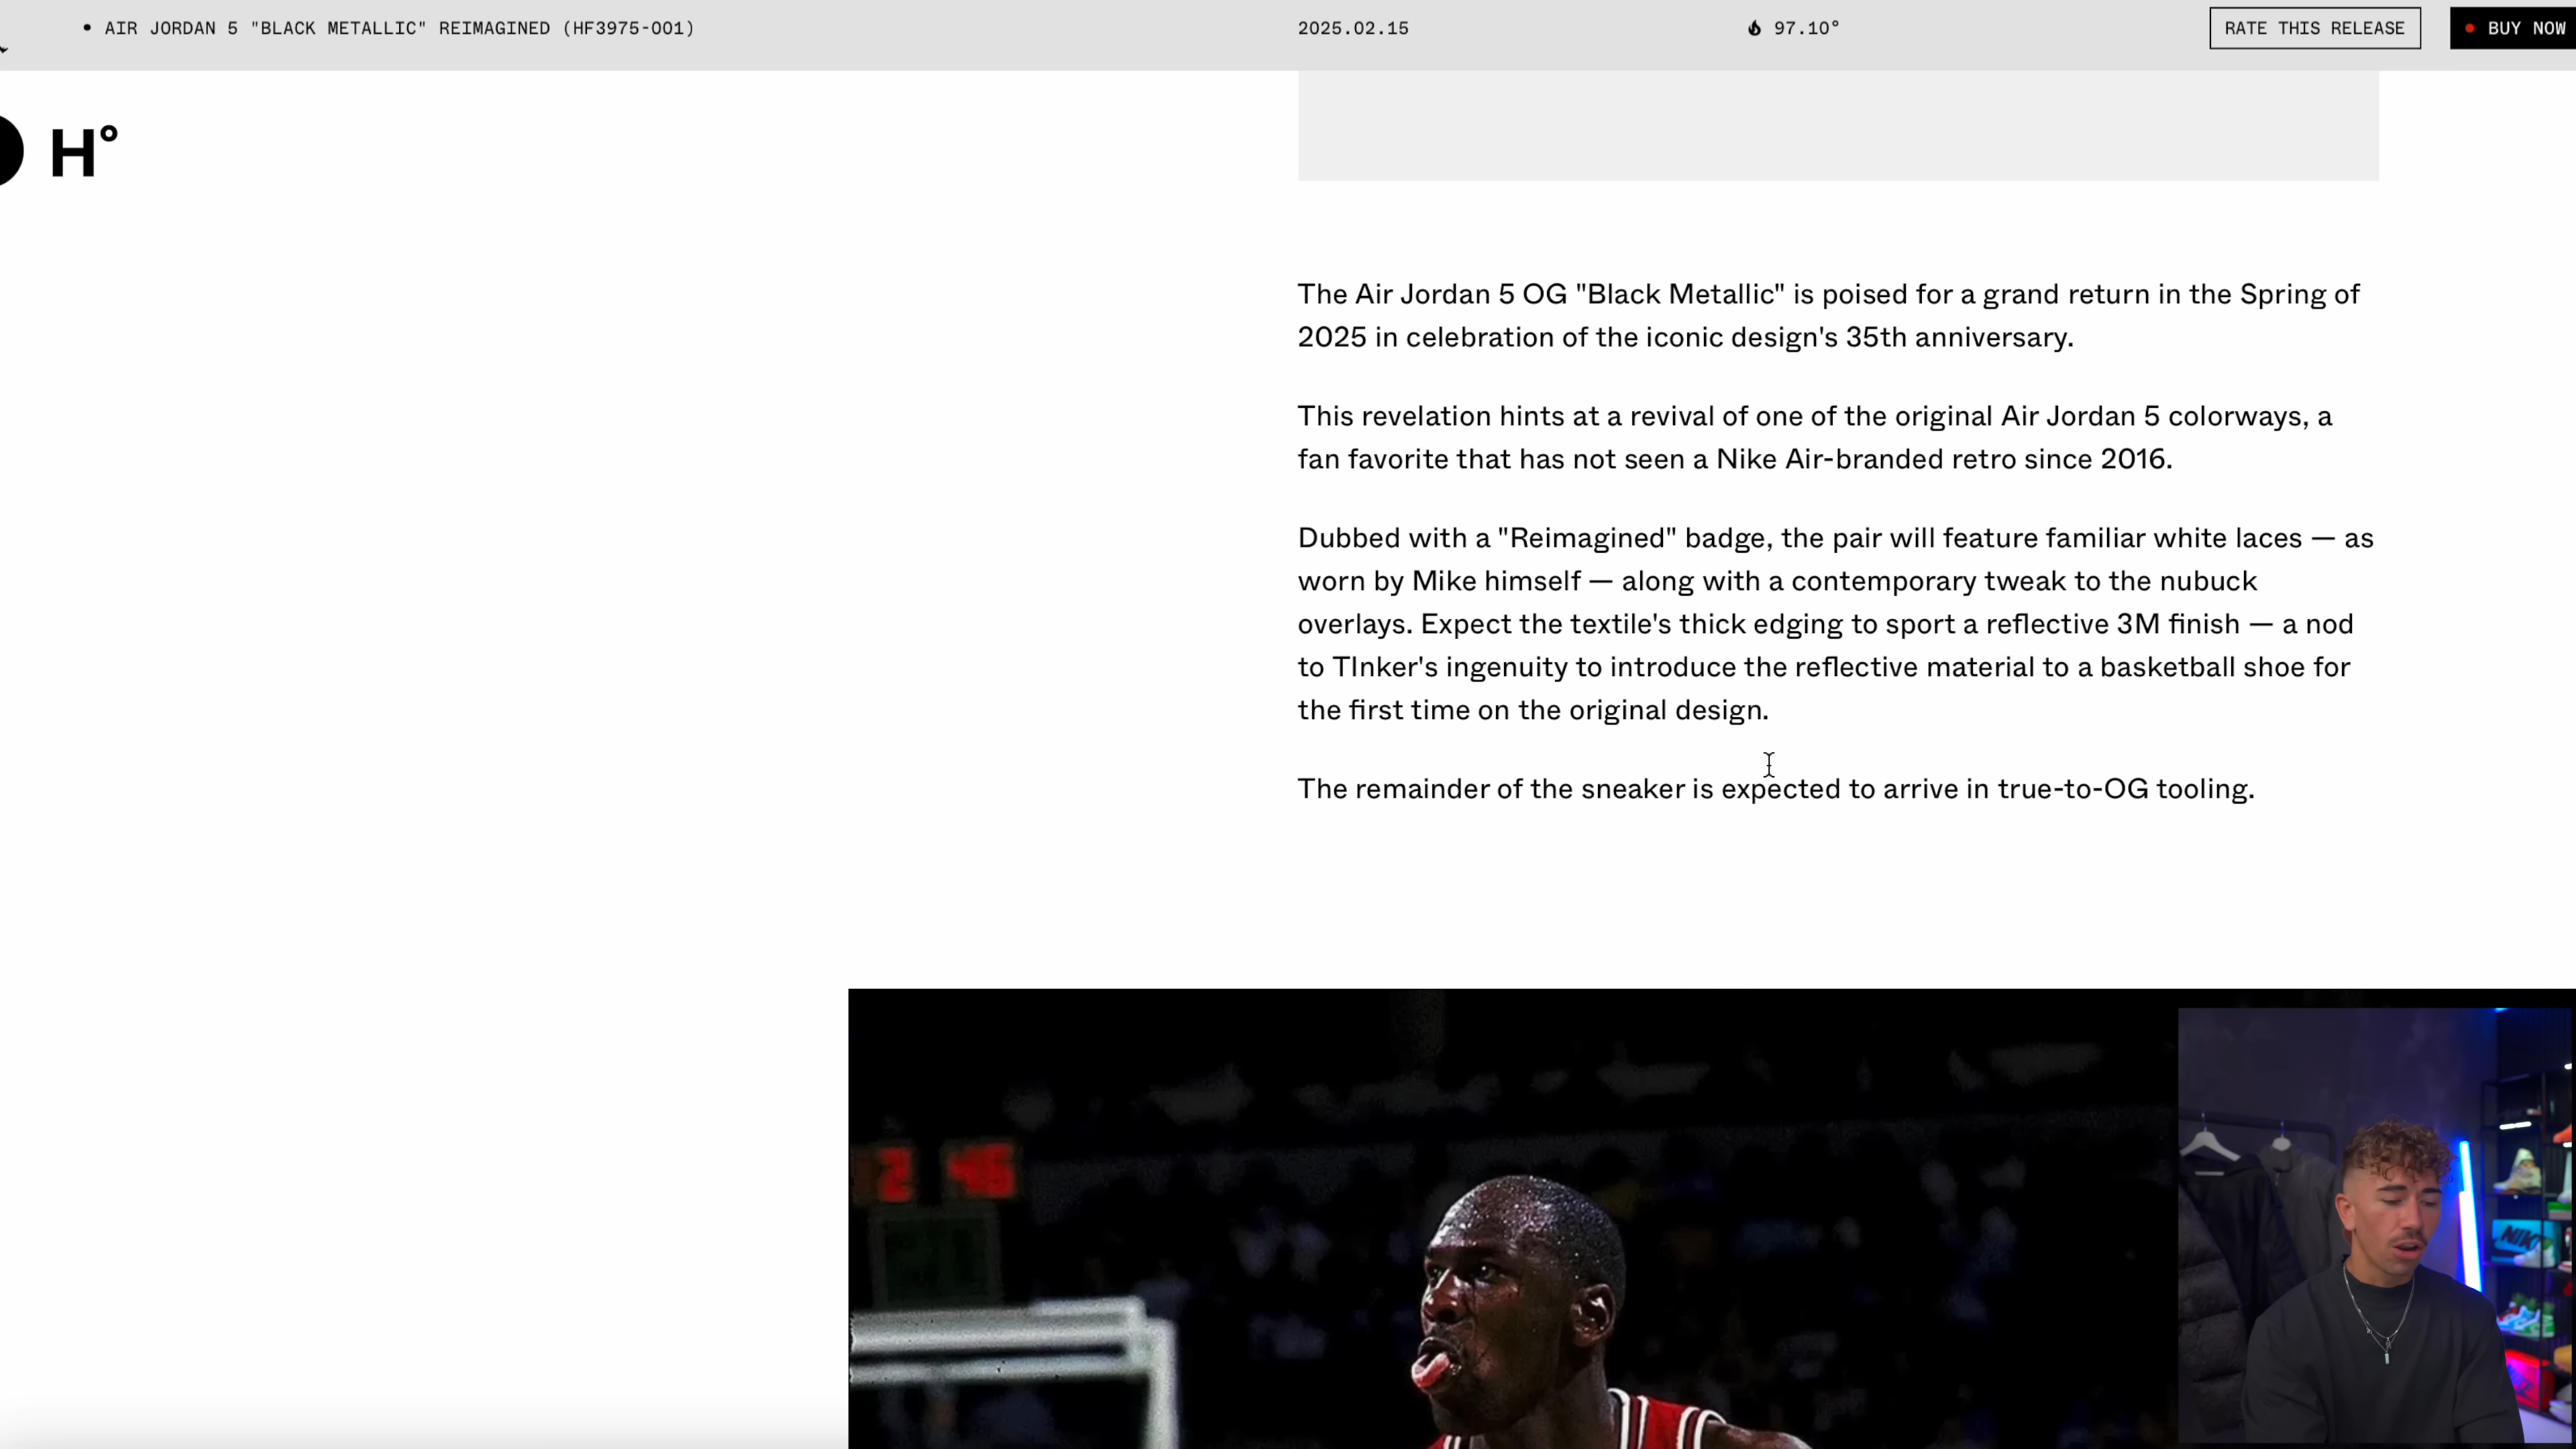 • AIR JORDAN 5 "BLACK METALLIC" REIMAGINED (HF3975-001)
2025.02.15
97.10°
RATE THIS RELEASE
BUY NOW
H°
The Air Jordan 5 OG "Black Metallic" is poised for a grand return in the Spring of
2025 in celebration of the iconic design's 35th anniversary.
This revelation hints at a revival of one of the original Air Jordan 5 colorways, a
fan favorite that has not seen a Nike Air-branded retro since 2016.
Dubbed with a "Reimagined" badge, the pair will feature familiar white laces — as
worn by Mike himself — along with a contemporary tweak to the nubuck
overlays. Expect the textile's thick edging to sport a reflective 3M finish — a nod
to TInker's ingenuity to introduce the reflective material to a basketball shoe for
the first time on the original design.
The remainder of the sneaker is expected to arrive in true-to-OG tooling.
2 45
NIKE